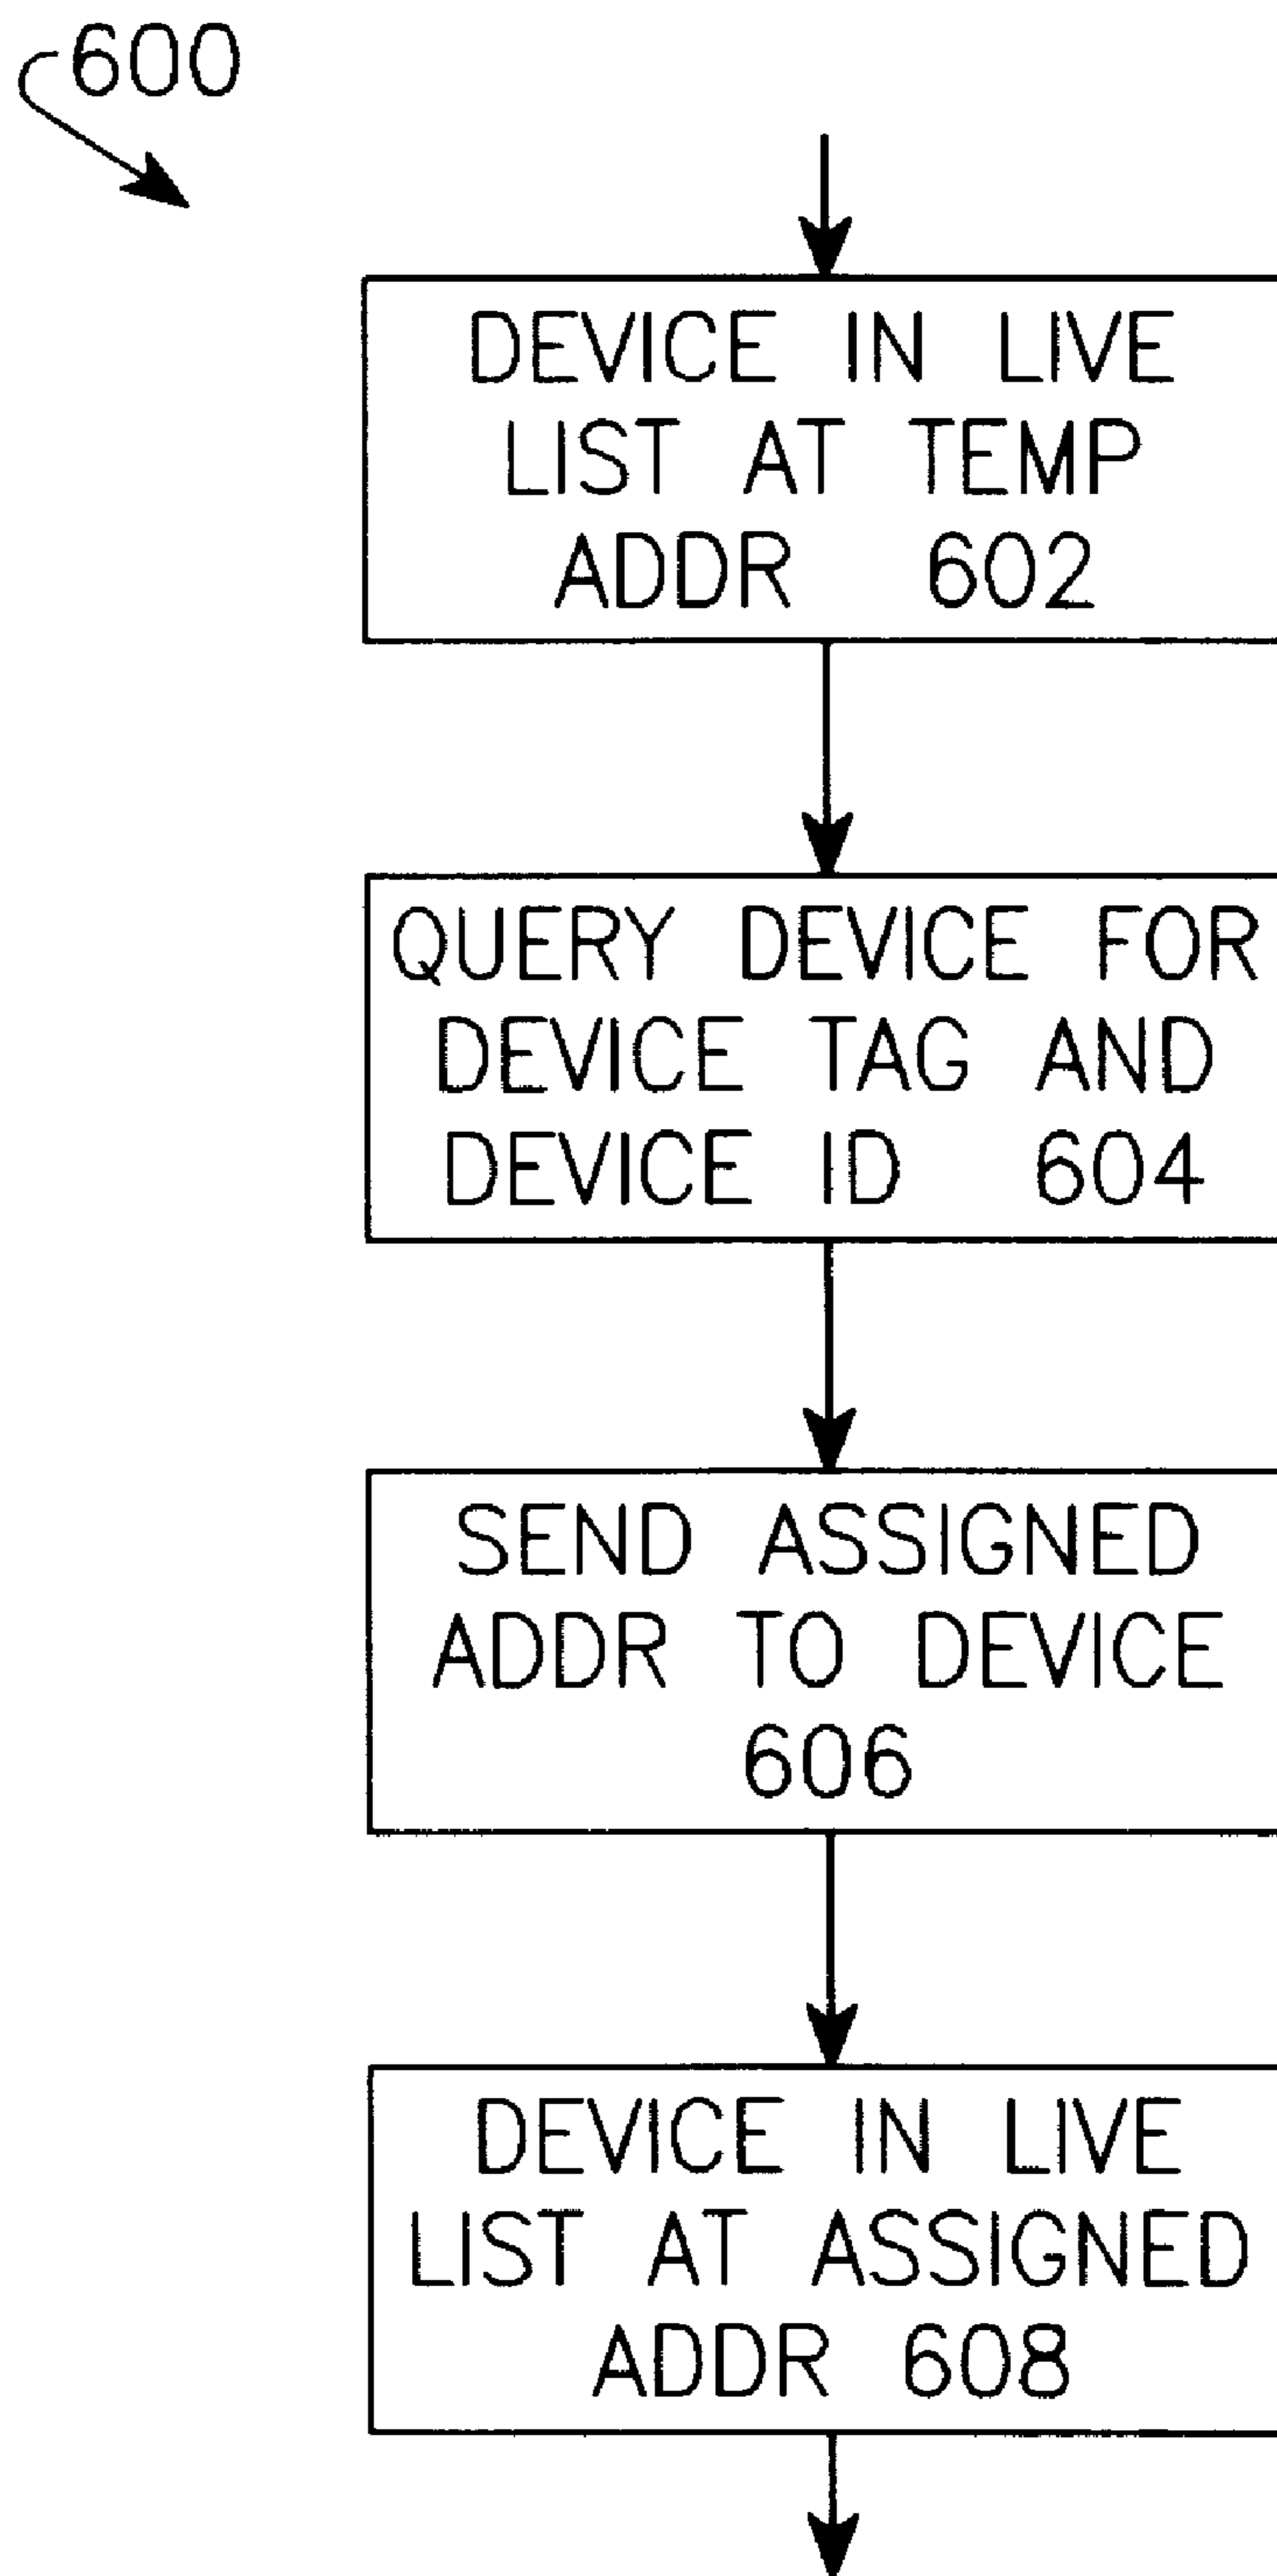 600
DEVICE IN LIVE
LIST AT TEMP
ADDR 602
QUERY DEVICE FOR
DEVICE TAG AND
DEVICE ID 604
SEND ASSIGNED
ADDR TO DEVICE
606
DEVICE IN LIVE
LIST AT ASSIGNED
ADDR 608